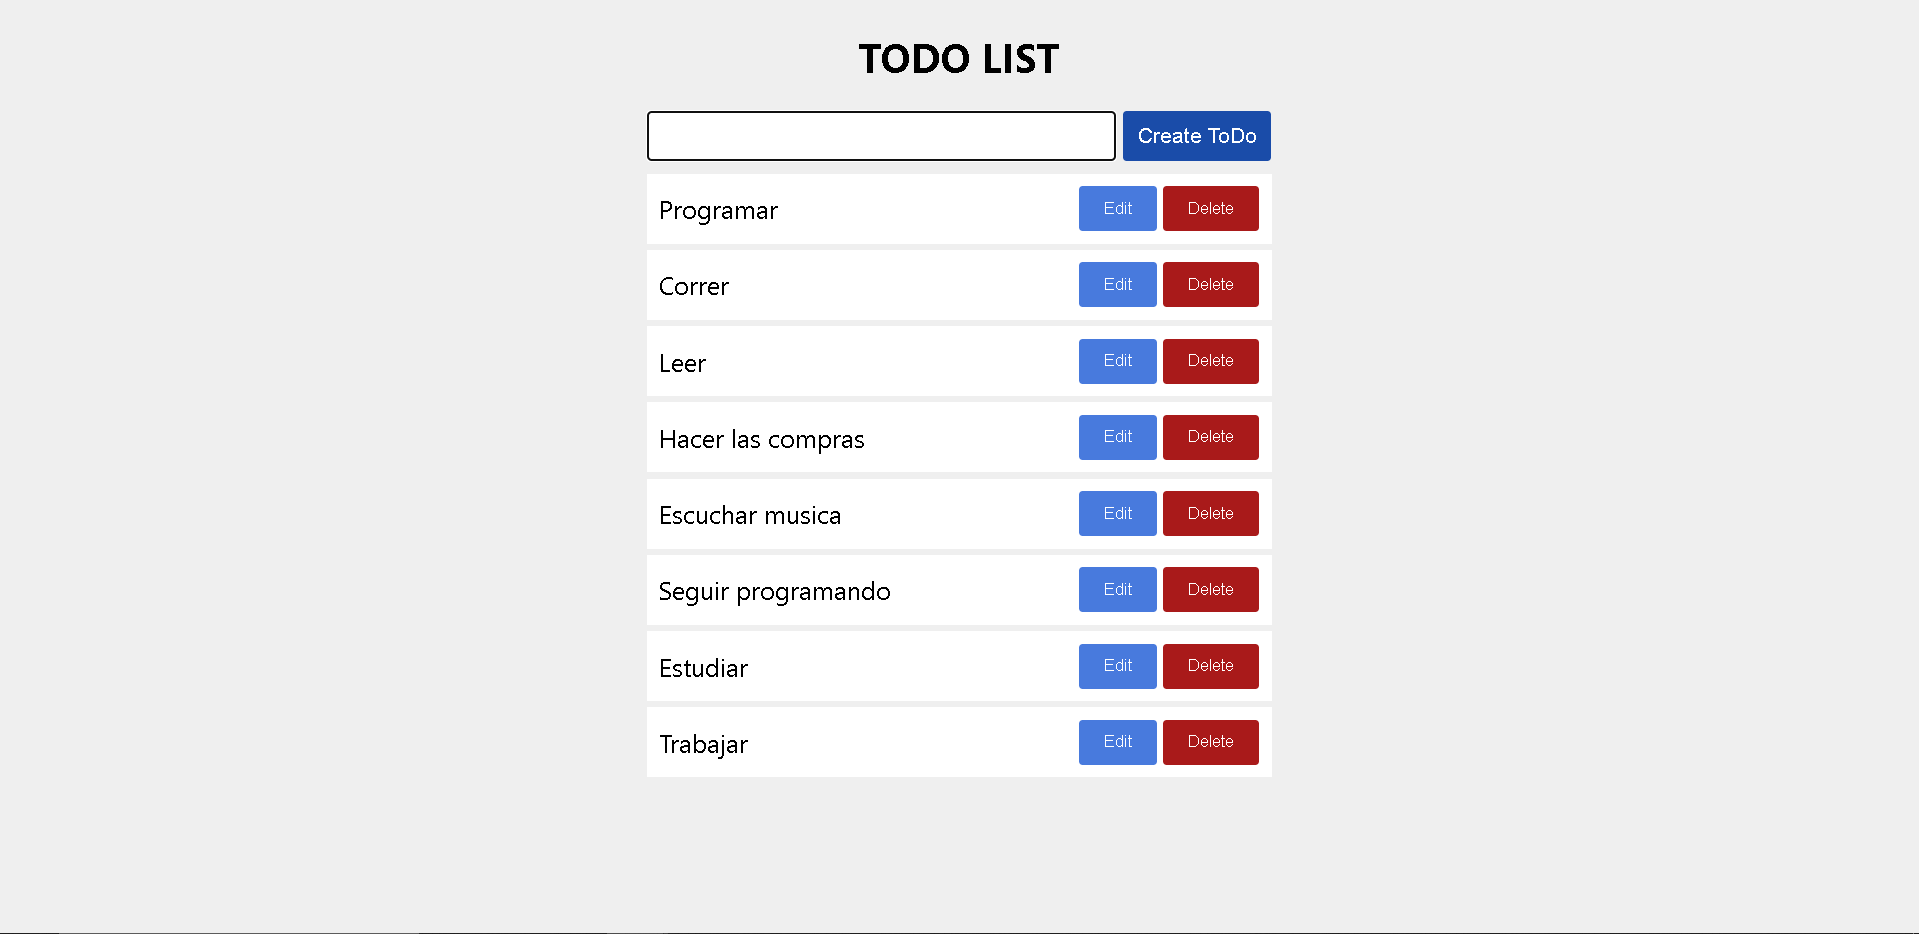 TODO LIST
Create ToDo
Programar Edit Delete
Correr Edit Delete
Leer Edit Delete
Hacer las compras Edit Delete
Escuchar musica Edit Delete
Seguir programando Edit Delete
Estudiar Edit Delete
Trabajar Edit Delete